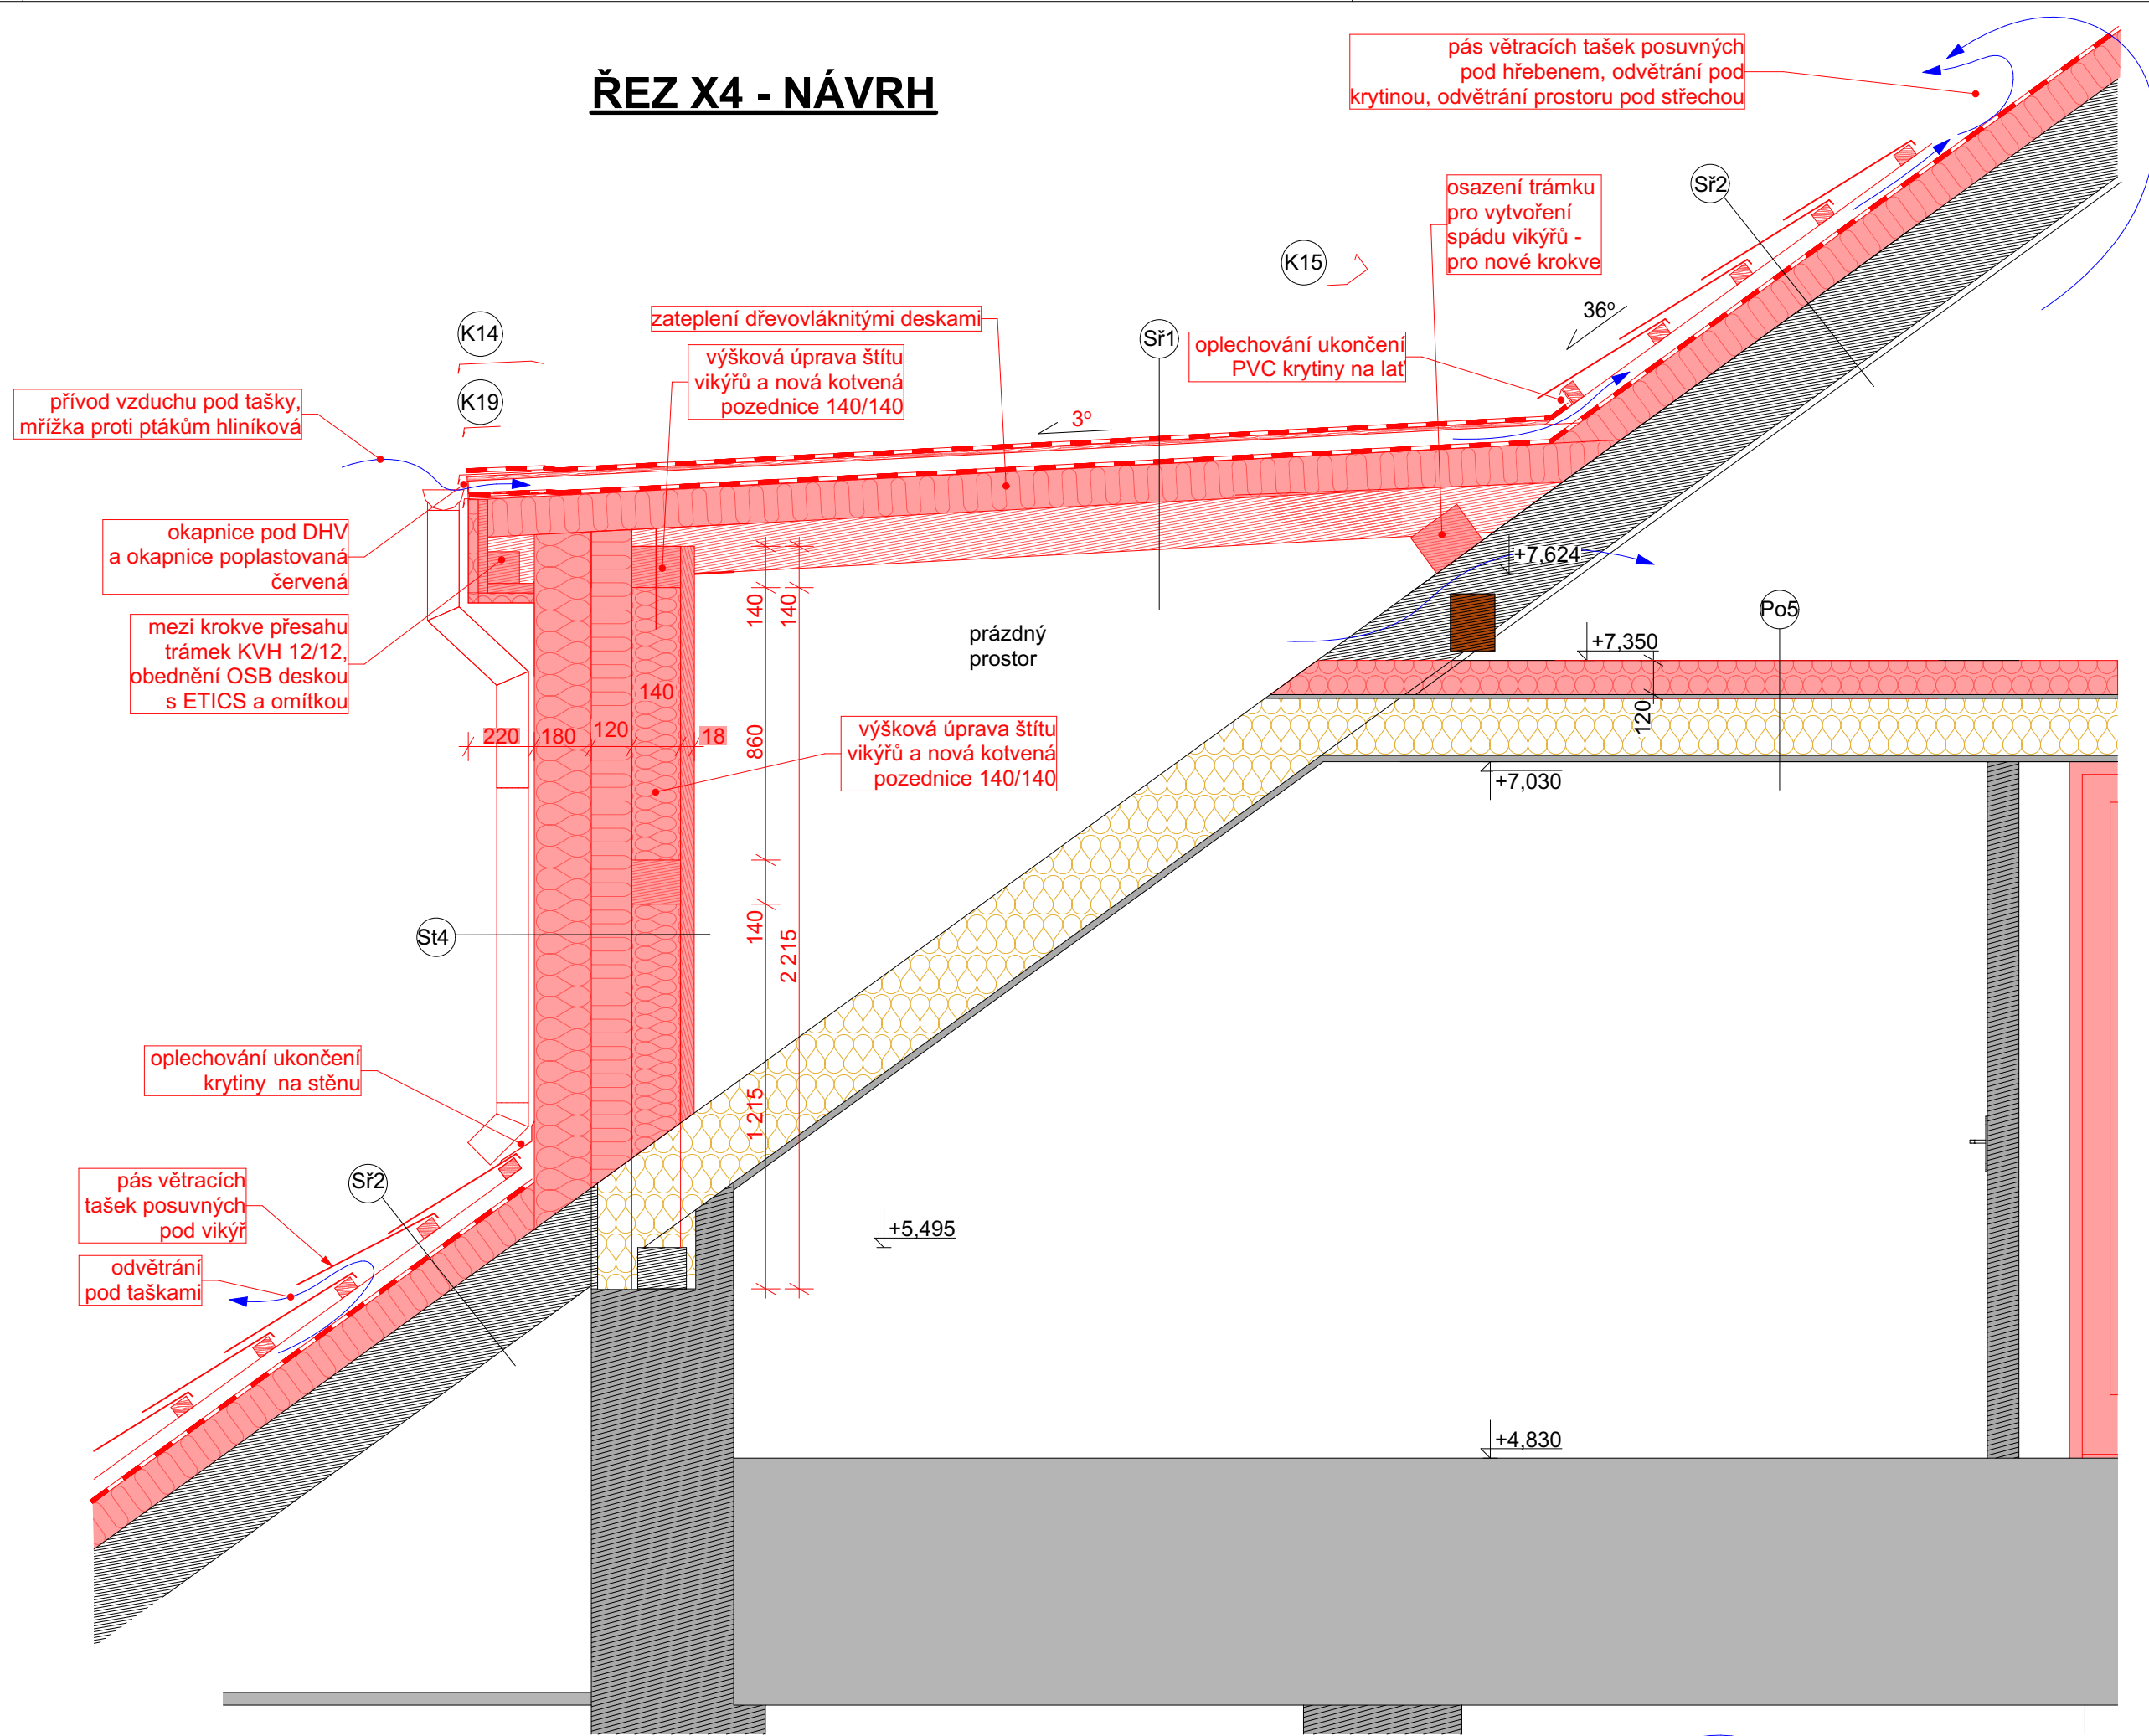 ŘEZ X4 - NÁVRH
pás větracích tašek posuvných
pod hřebenem, odvětrání pod
krytinou, odvětrání prostoru pod střechou
osazení trámku
pro vytvoření
spádu vikýřů -
pro nové krokve
Sř2
K15
36º
K14
zateplení dřevovláknitými deskami
Sř1
oplechování ukončení
PVC krytiny na lať
výšková úprava štítu
vikýřů a nová kotvená
pozednice 140/140
K19
3º
přívod vzduchu pod tašky,
mřížka proti ptákům hliníková
okapnice pod DHV
a okapnice poplastovaná
červená
+7,624
mezi krokve přesahu
trámek KVH 12/12,
obednění OSB deskou
s ETICS a omítkou
140
140
prázdný
prostor
Po5
+7,350
120
140
220
180
120
18
860
výšková úprava štítu
vikýřů a nová kotvená
pozednice 140/140
+7,030
St4
140
2 215
oplechování ukončení
krytiny na stěnu
1 215
pás větracích
tašek posuvných
pod vikýř
Sř2
+5,495
odvětrání
pod taškami
+4,830